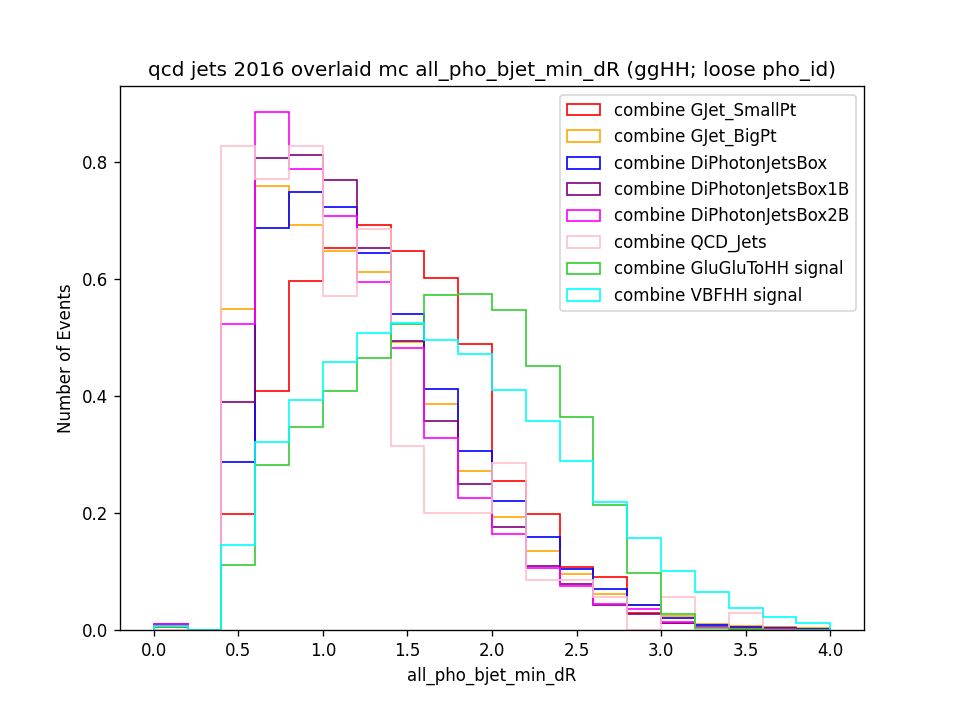 qcd jets 2016 overlaid mc all_pho_bjet_min_dR (ggHH; loose pho_id)
combine GJet_SmallPt
combine GJet_BigPt
combine DiPhotonJetsBox
combine DiPhotonJetsBox1B
combine DiPhotonJetsBox2B
combine QCD_Jets
combine GluGluToHH signal
combine VBFHH signal
Number of Events
0.8
0.6
0.4
0.2
0.0
0.0 0.5 1.0 1.5 2.0 2.5 3.0 3.5 4.0
all_pho_bjet_min_dR